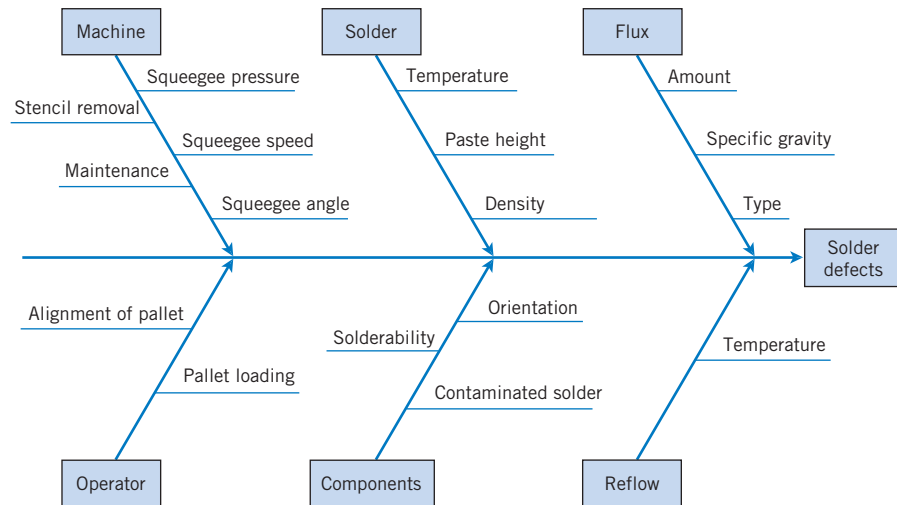 Machine
Solder
Flux
Squeegee pressure
Temperature
Amount
Stencil removal
Squeegee speed
Paste height
Specific gravity
Maintenance
Squeegee angle
Density
Type
Solder
defects
Alignment of pallet
Orientation
Solderability
Temperature
Pallet loading
Contaminated solder
Operator
Components
Reflow